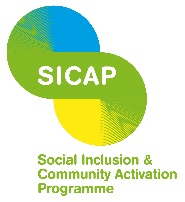 SICAP
Social Inclusion &
Community Activation
Programme